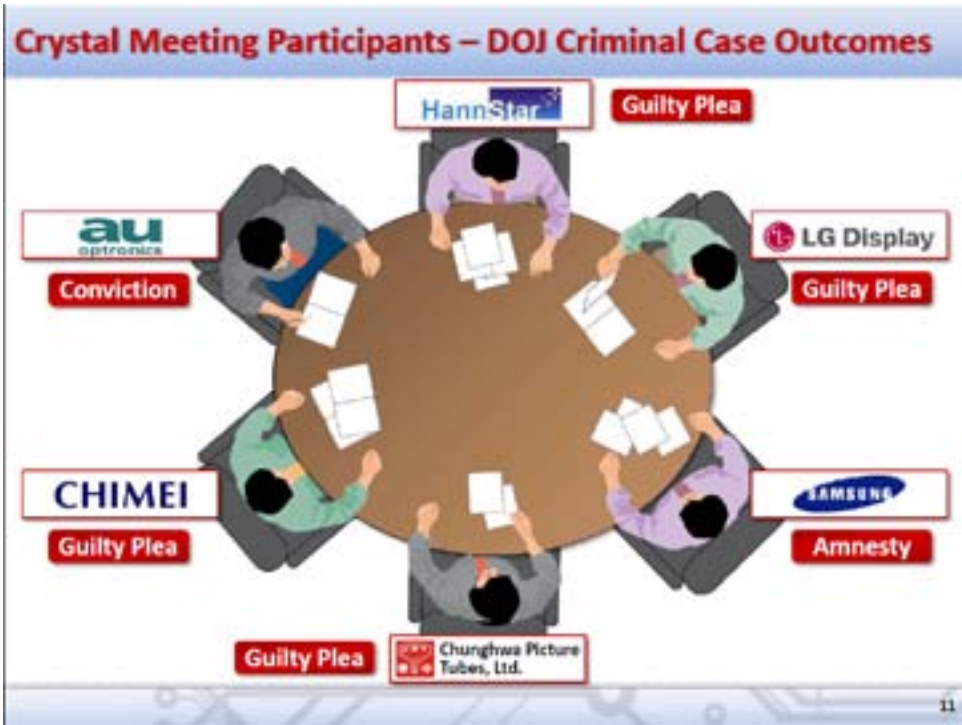 Crystal Meeting Participants – DOJ Criminal Case Outcomes
HannStar
Guilty Plea
au
optronics
Conviction
LG Display
Guilty Plea
CHIMEI
Guilty Plea
SAMSUNG
Amnesty
Guilty Plea
Chunghwa Picture
Tubes, Ltd.
11